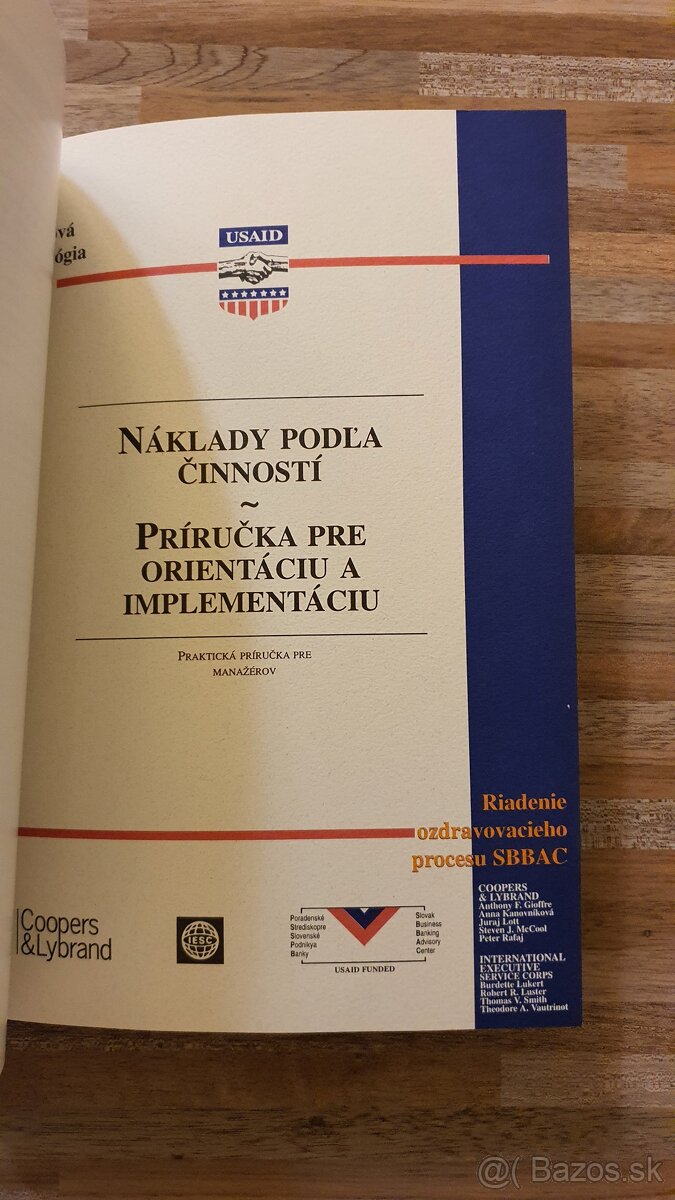 ová
ógia
USAID
NÁKLADY PODĽA
ČINNOSTÍ
~
PRÍRUČKA PRE
ORIENTÁCIU A
IMPLEMENTÁCIU
PRAKTICKÁ PRÍRUČKA PRE
MANAŽÉROV
Riadenie
ozdravovacieho
procesu SBBAC
COOPERS
& LYBRAND
Anthony F. Gioffre
Anna Kanovníková
Juraj Lott
Steven J. McCool
Peter Rafaj
INTERNATIONAL
EXECUTIVE
SERVICE CORPS
Burdette Lukert
Robert R. Luster
Thomas V. Smith
Theodore A. Vautrinot
Coopers
&Lybrand
IESC
Poradenské
Stredisko pre
Slovenské
Podniky a
Banky
Slovak
Business
Banking
Advisory
Center
USAID FUNDED
@( Bazos.sk